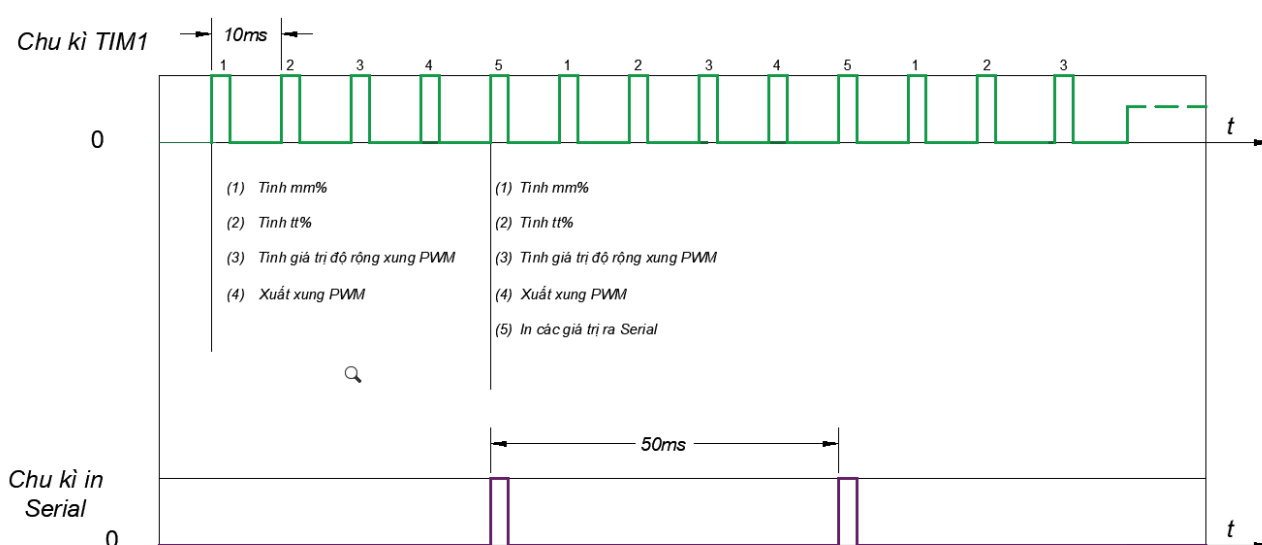 Chu kì TIM1
10ms
1 2 3 4 5 1 2 3 4 5 1 2 3
0
t
(1) Tính mm%
(2) Tính tt%
(3) Tính giá trị độ rộng xung PWM
(4) Xuất xung PWM
(1) Tính mm%
(2) Tính tt%
(3) Tính giá trị độ rộng xung PWM
(4) Xuất xung PWM
(5) In các giá trị ra Serial
50ms
Chu kì in
Serial
0
t